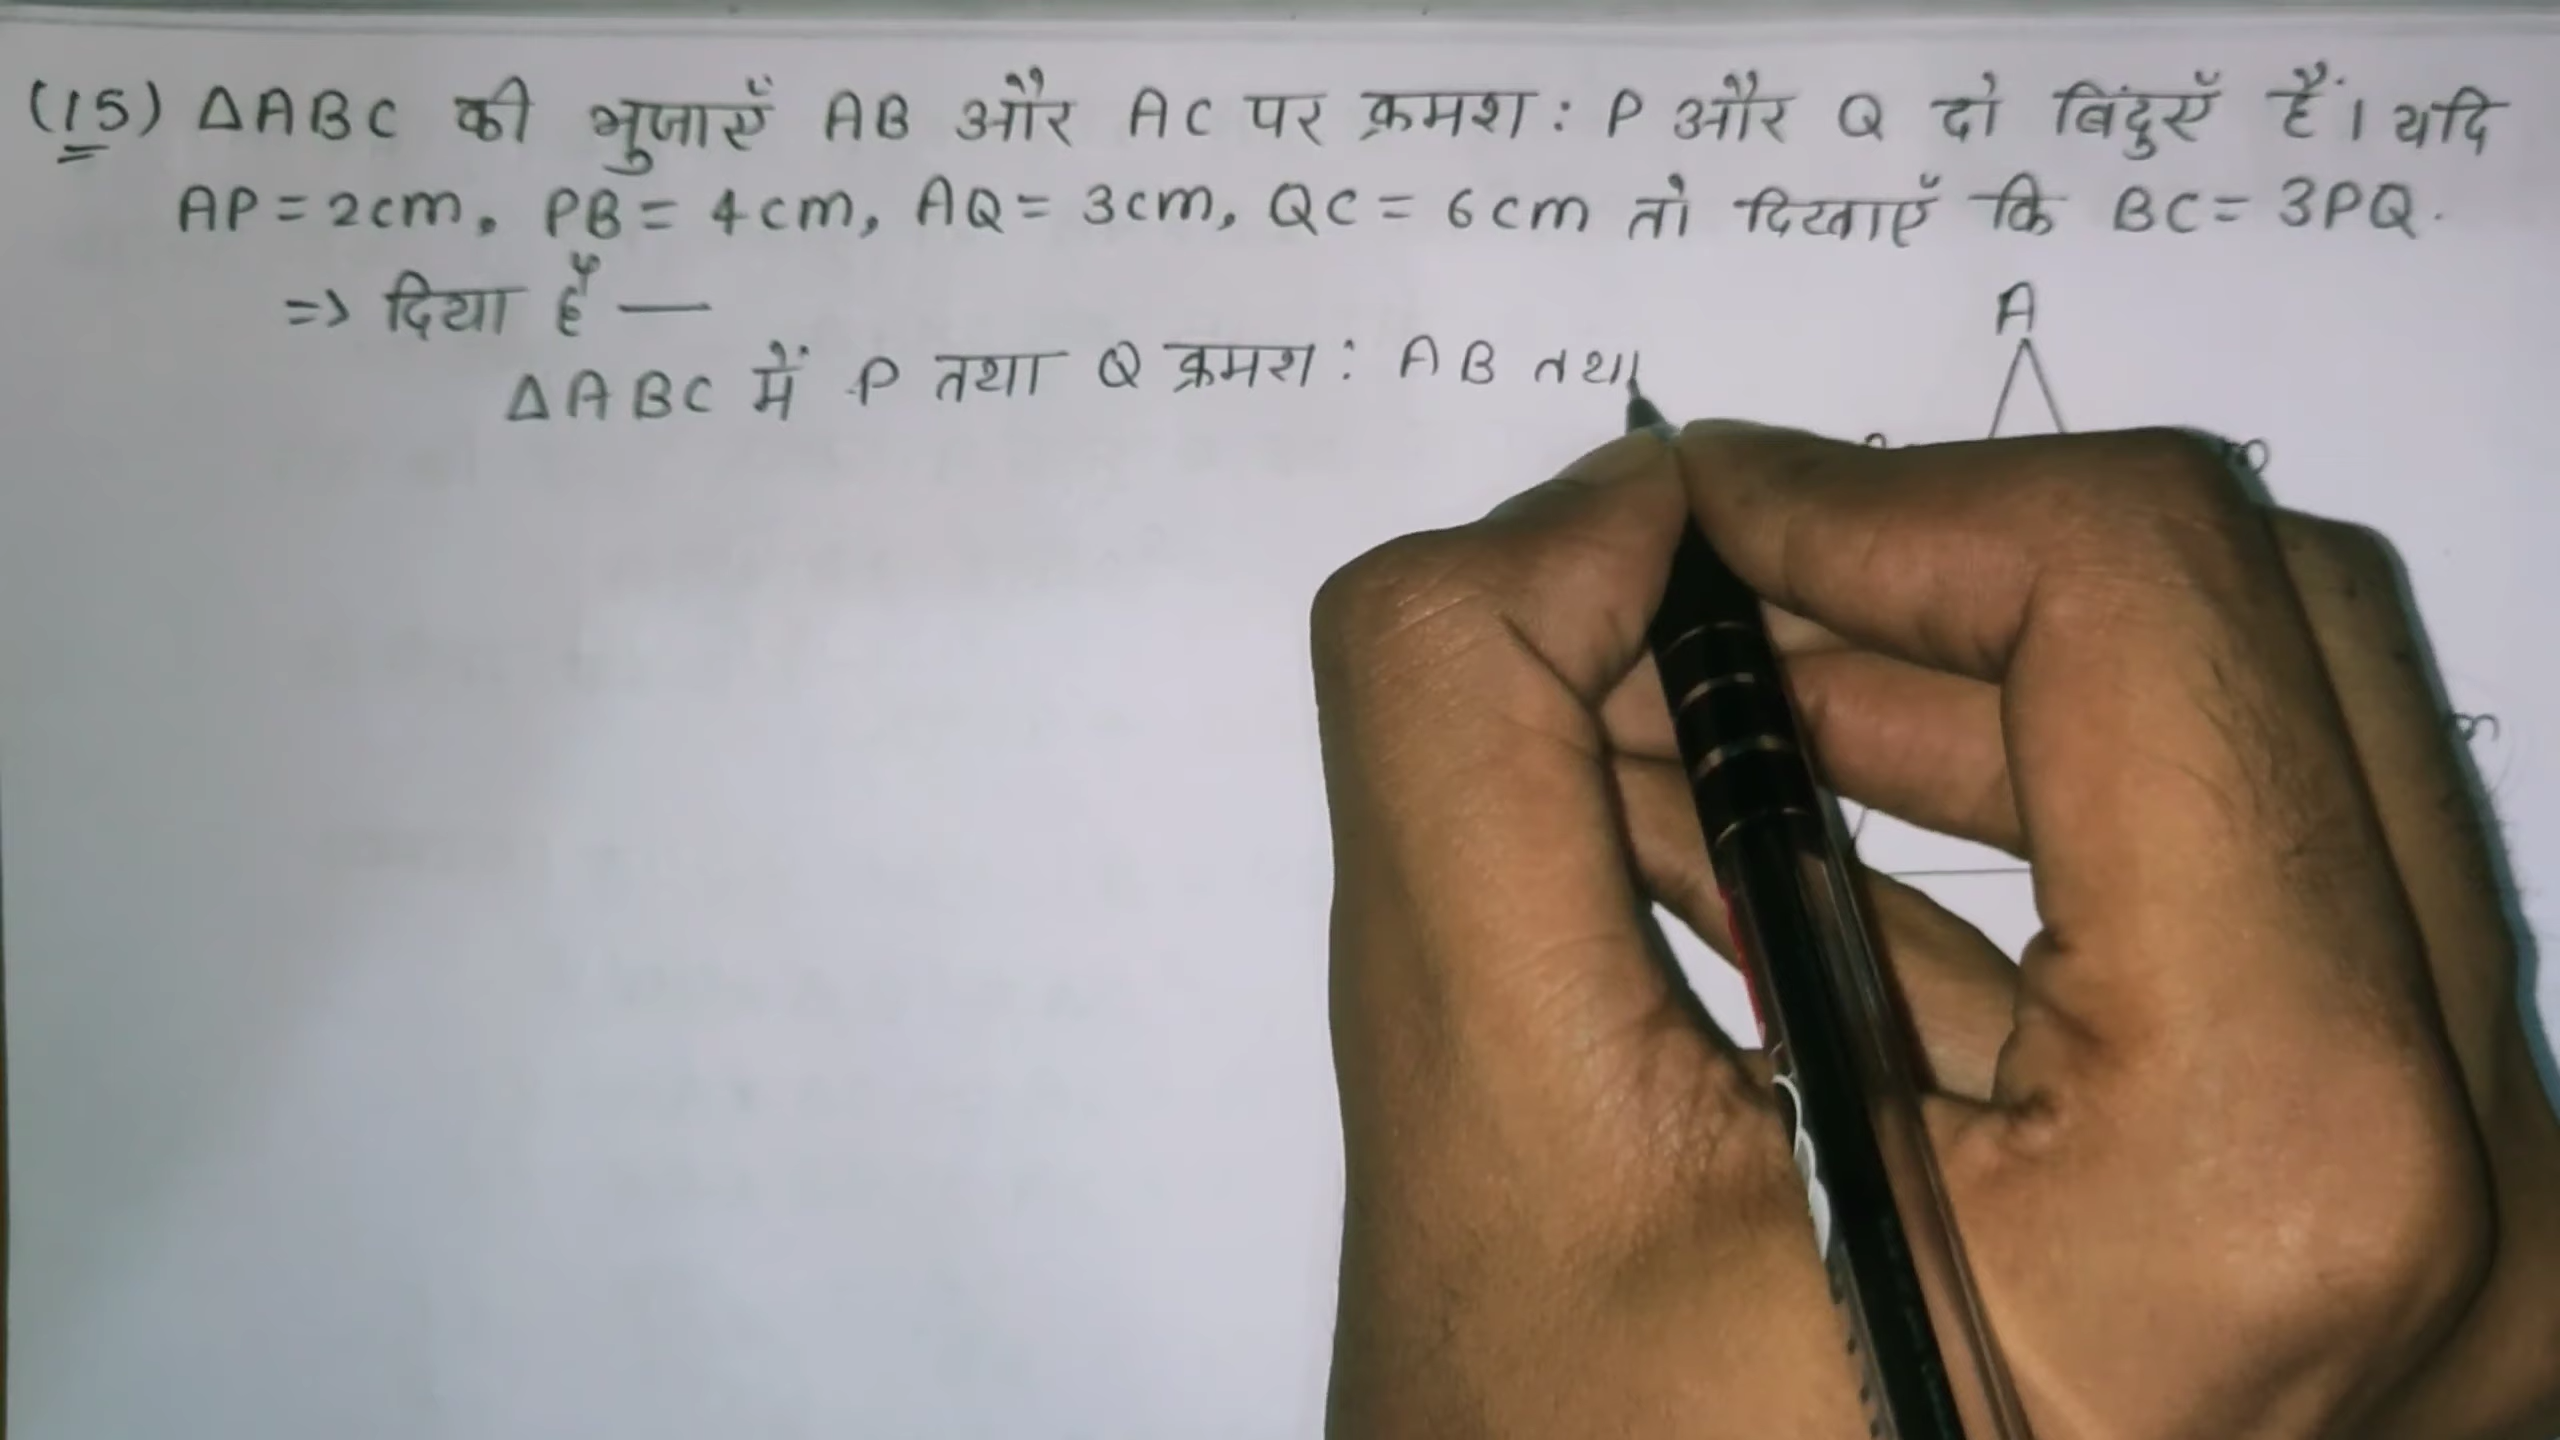 (15) ΔABC की भुजाएँ AB और AC पर क्रमश: P और Q दो बिंदुएँ हैं। यदि
AP = 2cm, PB = 4cm, AQ = 3cm, QC = 6cm तो दिखाएँ कि BC = 3PQ.
=> दिया है —
A
ΔABC में P तथा Q क्रमश: AB तथा